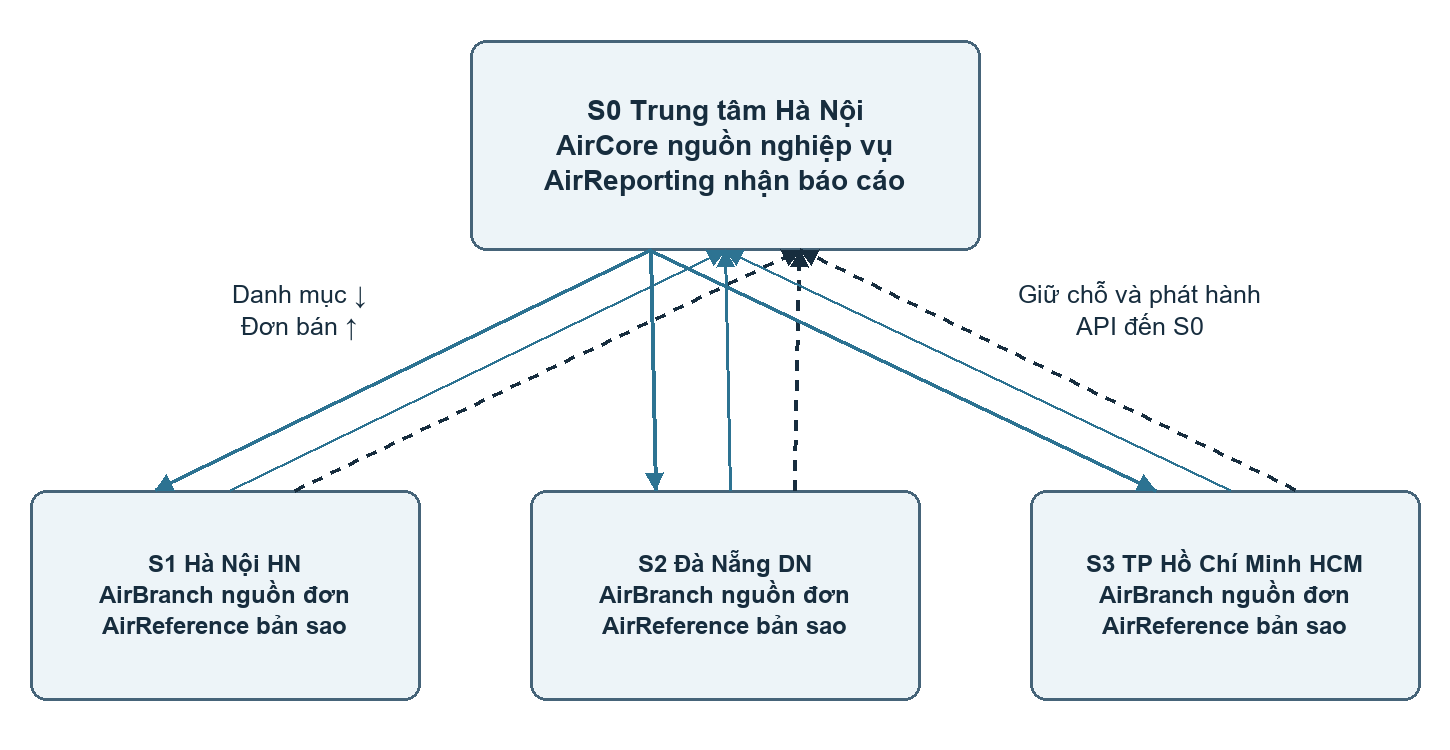 S0 Trung tâm Hà Nội
AirCore nguồn nghiệp vụ
AirReporting nhận báo cáo
Danh mục ↓
Đơn bán ↑
Giữ chỗ và phát hành
API đến S0
S1 Hà Nội HN
AirBranch nguồn đơn
AirReference bản sao
S2 Đà Nẵng DN
AirBranch nguồn đơn
AirReference bản sao
S3 TP Hồ Chí Minh HCM
AirBranch nguồn đơn
AirReference bản sao